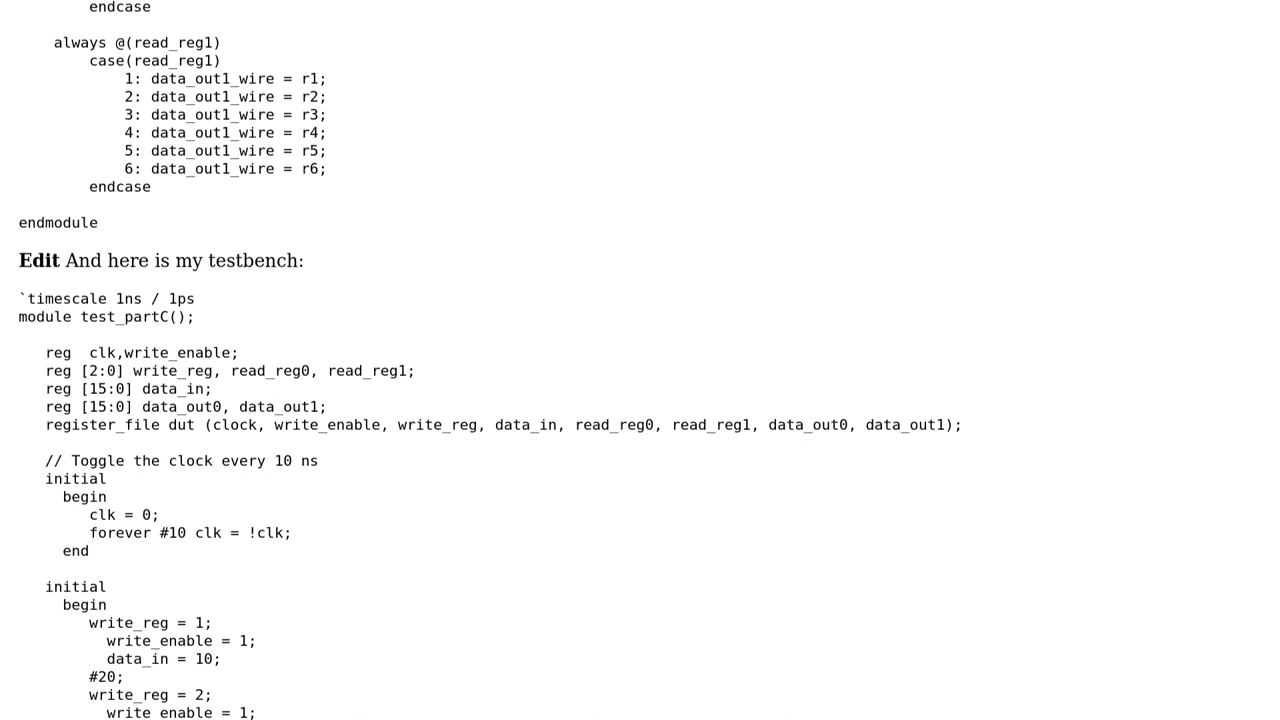 endcase
always @(read_reg1)
case(read_reg1)
1: data_out1_wire = r1;
2: data_out1_wire = r2;
3: data_out1_wire = r3;
4: data_out1_wire = r4;
5: data_out1_wire = r5;
6: data_out1_wire = r6;
endcase
endmodule
Edit And here is my testbench:
`timescale 1ns / 1ps
module test_partC();
reg  clk,write_enable;
reg [2:0] write_reg, read_reg0, read_reg1;
reg [15:0] data_in;
reg [15:0] data_out0, data_out1;
register_file dut (clock, write_enable, write_reg, data_in, read_reg0, read_reg1, data_out0, data_out1);
// Toggle the clock every 10 ns
initial
begin
clk = 0;
forever #10 clk = !clk;
end
initial
begin
write_reg = 1;
write_enable = 1;
data_in = 10;
#20;
write_reg = 2;
write_enable = 1;